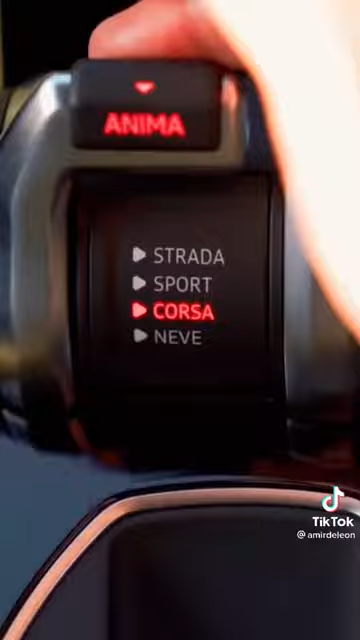 ANIMA
STRADA
SPORT
CORSA
NEVE
TikTok
@amirdeleon